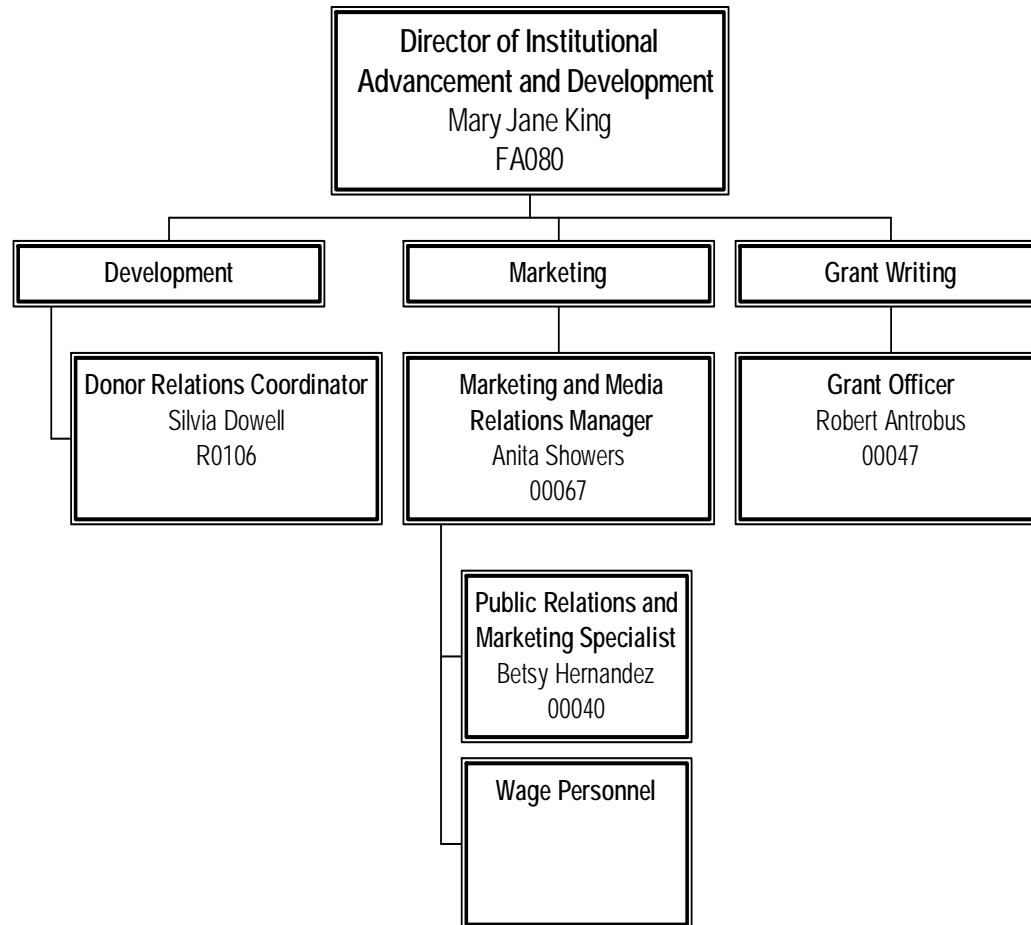 Director of Institutional
Advancement and Development
Mary Jane King
FA080
Development
Marketing
Grant Writing
Donor Relations Coordinator
Silvia Dowell
R0106
Marketing and Media
Relations Manager
Anita Showers
00067
Grant Officer
Robert Antrobus
00047
Public Relations and
Marketing Specialist
Betsy Hernandez
00040
Wage Personnel